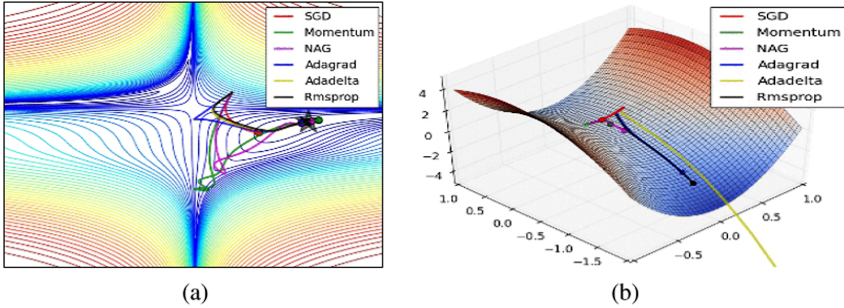 SGD
Momentum
NAG
Adagrad
Adadelta
Rmsprop
SGD
Momentum
NAG
Adagrad
Adadelta
Rmsprop
4
2
0
−2
−4
1.0
0.5
0.0
−0.5
−1.0
−1.5
−0.5
0.0
0.5
1.0
(a)
(b)